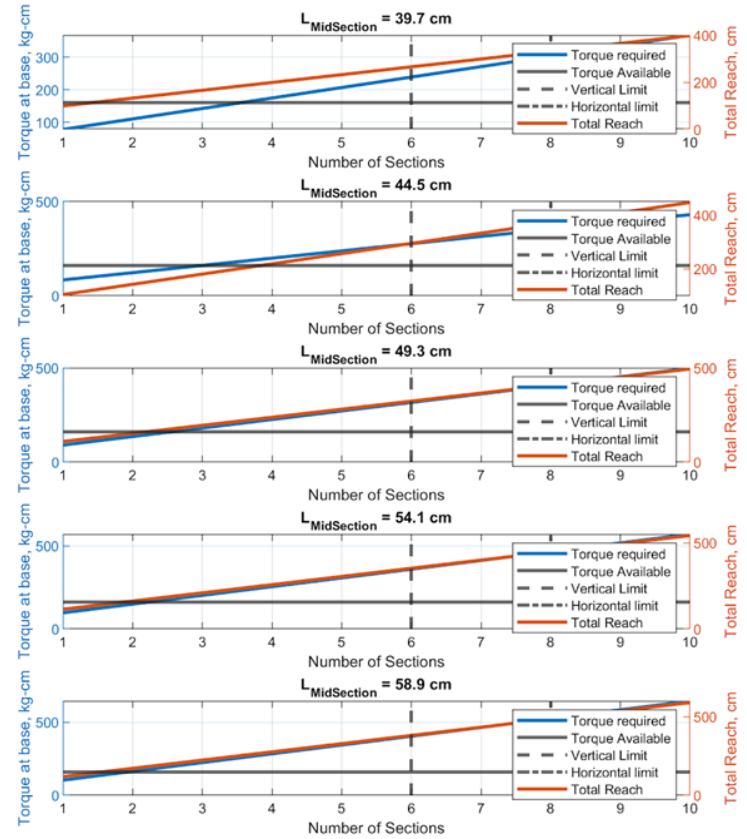 L_MidSection = 39.7 cm
Torque at base, kg-cm
300
200
100
400
200
0
Total Reach, cm
Torque required
Torque Available
Vertical Limit
Horizontal limit
Total Reach
1 2 3 4 5 6 7 8 9 10
Number of Sections
L_MidSection = 44.5 cm
Torque at base, kg-cm
500
0
400
200
Total Reach, cm
Torque required
Torque Available
Vertical Limit
Horizontal limit
Total Reach
1 2 3 4 5 6 7 8 9 10
Number of Sections
L_MidSection = 49.3 cm
Torque at base, kg-cm
500
0
500
0
Total Reach, cm
Torque required
Torque Available
Vertical Limit
Horizontal limit
Total Reach
1 2 3 4 5 6 7 8 9 10
Number of Sections
L_MidSection = 54.1 cm
Torque at base, kg-cm
500
0
500
0
Total Reach, cm
Torque required
Torque Available
Vertical Limit
Horizontal limit
Total Reach
1 2 3 4 5 6 7 8 9 10
Number of Sections
L_MidSection = 58.9 cm
Torque at base, kg-cm
500
0
500
0
Total Reach, cm
Torque required
Torque Available
Vertical Limit
Horizontal limit
Total Reach
1 2 3 4 5 6 7 8 9 10
Number of Sections